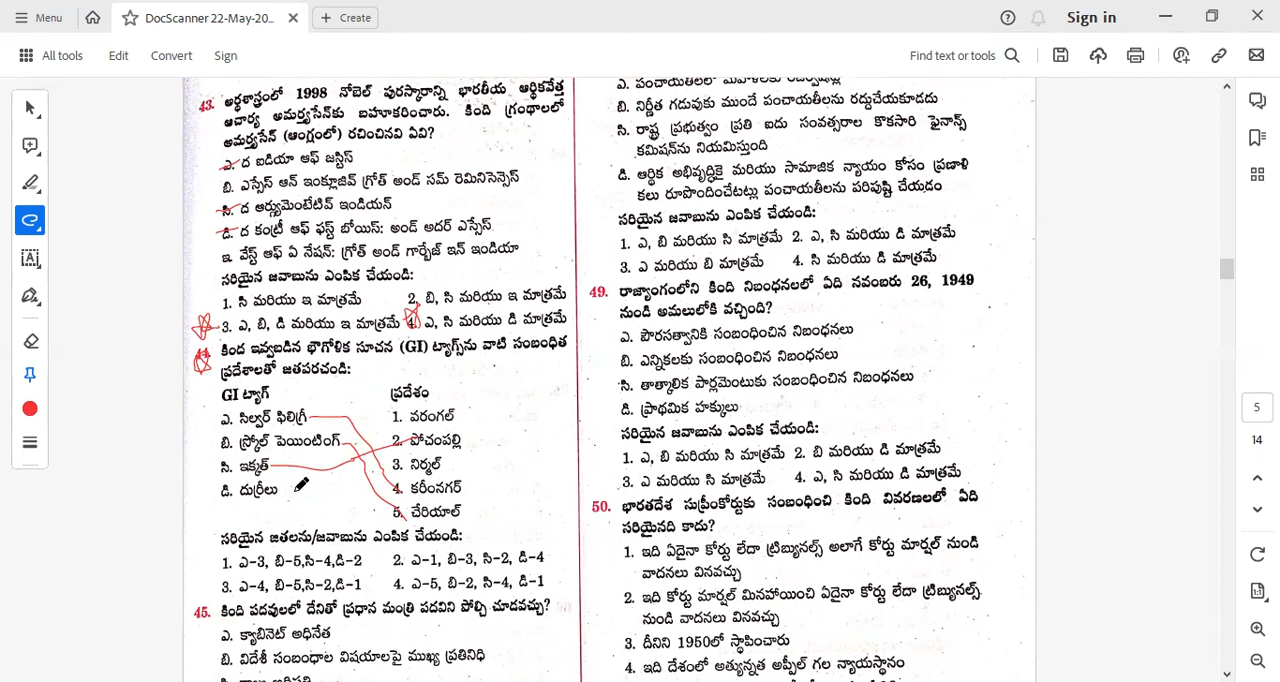 Menu
DocScanner 22-May-20...
Create
Sign in
All tools
Edit
Convert
Sign
Find text or tools
43. అర్థశాస్త్రంలో 1998 నోబెల్ పురస్కారాన్ని భారతీయ ఆర్థికవేత్త
ఆచార్య అమర్త్యసేన్‌కు బహూకరించారు. కింది గ్రంథాలలో
అమర్త్యసేన్ (ఆంగ్లంలో) రచించినవి ఏవి?
ఎ. ద ఐడియా ఆఫ్ జస్టిస్
బి. ఎస్సేస్ ఆన్ ఇంక్లూజివ్ గ్రోత్ అండ్ సమ్ రెమినిసెన్సెస్
సి. ద ఆర్గ్యుమెంటేటివ్ ఇండియన్
డి. ద కంట్రీ ఆఫ్ ఫస్ట్ బోయిస్: అండ్ అదర్ ఎస్సేస్
ఇ. వేస్ట్ ఆఫ్ ఏ నేషన్: గ్రోత్ అండ్ గార్బేజ్ ఇన్ ఇండియా
సరియైన జవాబును ఎంపిక చేయండి:
1. సి మరియు ఇ మాత్రమే 2. బి, సి మరియు ఇ మాత్రమే
3. ఎ, బి, డి మరియు ఇ మాత్రమే 4. ఎ, సి మరియు డి మాత్రమే
44. కింద ఇవ్వబడిన భౌగోళిక సూచన (GI) ట్యాగ్స్‌ను వాటి సంబంధిత
ప్రదేశాలతో జతపరచండి:
GI ట్యాగ్ ప్రదేశం
ఎ. సిల్వర్ ఫిలిగ్రీ 1. వరంగల్
బి. స్క్రోల్ పెయింటింగ్ 2. పోచంపల్లి
సి. ఇక్కత్ 3. నిర్మల్
డి. దుర్రీలు 4. కరీంనగర్
5. చేరియాల్
సరియైన జతలను/జవాబును ఎంపిక చేయండి:
1. ఎ-3, బి-5,సి-4,డి-2 2. ఎ-1, బి-3, సి-2, డి-4
3. ఎ-4, బి-5,సి-2,డి-1 4. ఎ-5, బి-2, సి-4, డి-1
45. కింది పదవులలో దేనితో ప్రధాన మంత్రి పదవిని పోల్చి చూడవచ్చు?
ఎ. క్యాబినెట్ అధినేత
బి. విదేశీ సంబంధాల విషయాలపై ముఖ్య ప్రతినిధి
ఎ. పంచాయతీలలో మహిళలకు
బి. నిర్ణీత గడువుకు ముందే పంచాయతీలను రద్దుచేయకూడదు
సి. రాష్ట్ర ప్రభుత్వం ప్రతి ఐదు సంవత్సరాల కొకసారి ఫైనాన్స్
కమిషన్‌ను నియమిస్తుంది
డి. ఆర్థిక అభివృద్ధికై మరియు సామాజిక న్యాయం కోసం ప్రణాళి
కలు రూపొందించేటట్లు పంచాయతీలను పరిపుష్టి చేయడం
సరియైన జవాబును ఎంపిక చేయండి:
1. ఎ, బి మరియు సి మాత్రమే 2. ఎ, సి మరియు డి మాత్రమే
3. ఎ మరియు బి మాత్రమే 4. సి మరియు డి మాత్రమే
49. రాజ్యాంగంలోని కింది నిబంధనలలో ఏది నవంబరు 26, 1949
నుండి అమలులోకి వచ్చింది?
ఎ. పౌరసత్వానికి సంబంధించిన నిబంధనలు
బి. ఎన్నికలకు సంబంధించిన నిబంధనలు
సి. తాత్కాలిక పార్లమెంటుకు సంబంధించిన నిబంధనలు
డి. ప్రాథమిక హక్కులు
సరియైన జవాబును ఎంపిక చేయండి:
1. ఎ, బి మరియు సి మాత్రమే 2. బి మరియు డి మాత్రమే
3. ఎ మరియు సి మాత్రమే 4. ఎ, సి మరియు డి మాత్రమే
50. భారతదేశ సుప్రీంకోర్టుకు సంబంధించి కింది వివరణలలో ఏది
సరియైనది కాదు?
1. ఇది ఏదైనా కోర్టు లేదా ట్రిబ్యునల్స్ అలాగే కోర్టు మార్షల్ నుండి
వాదనలు వినవచ్చు
2. ఇది కోర్టు మార్షల్ మినహాయించి ఏదైనా కోర్టు లేదా ట్రిబ్యునల్స్
నుండి వాదనలు వినవచ్చు
3. దీనిని 1950లో స్థాపించారు
4. ఇది దేశంలో అత్యున్నత అప్పీల్ గల న్యాయస్థానం
5
14